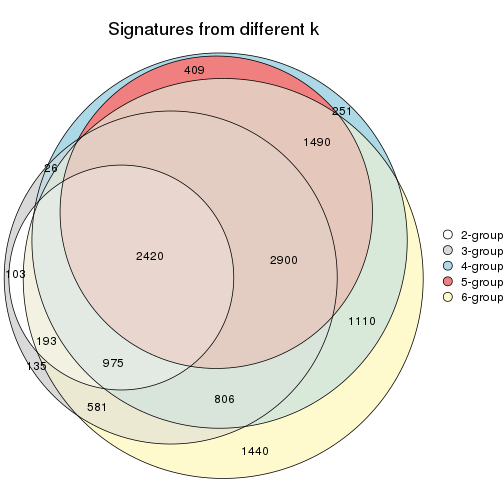 Signatures from different k
409
251
1490
26
2420
2900
103
1110
193
135
975
581
806
1440
2-group
3-group
4-group
5-group
6-group